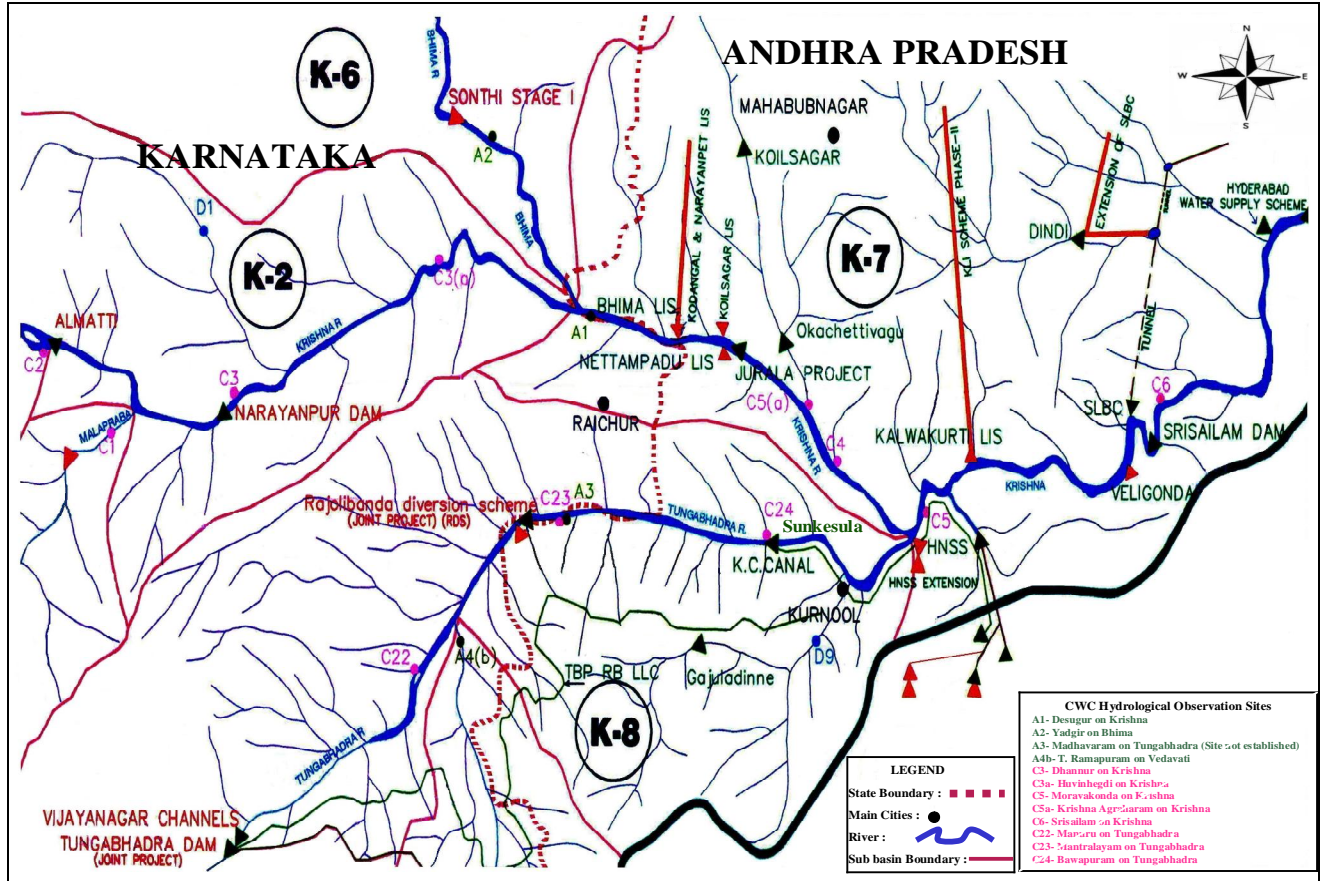 ANDHRA PRADESH
N
W
E
S
K-6
BHIMA R
SONTHI STAGE I
A2
KARNATAKA
MAHABUBNAGAR
KOILSAGAR
KODANGAL & NARAYANPET LIS
KOILSAGAR LIS
KLI SCHEME PHASE-II
EXTENSION OF SLBC
HYDERABAD
WATER SUPPLY SCHEME
DINDI
D1
K-2
C3(a)
BHIMA
K-7
TUNNEL
ALMATTI
C2
KRISHNA R
A1
BHIMA LIS
NETTAMPADU LIS
JURALA PROJECT
Okachettivagu
C3
NARAYANPUR DAM
MALAPRABA
C1
RAICHUR
C5(a)
KRISHNA R
C4
KALWAKURTI LIS
SLBC
C6
SRISAILAM DAM
KRISHNA
VELIGONDA
Rajolibanda diversion scheme
(JOINT PROJECT) (RDS)
C23
A3
TUNGABHADRA R.
C24
Sunkesula
K.C.CANAL
C5
HNSS
HNSS EXTENSION
KURNOOL
D9
C22
A4(b)
TBP RB LLC
Gajuladinne
K-8
TUNGABHADRA R
VIJAYANAGAR CHANNELS
TUNGABHADRA DAM
(JOINT PROJECT)
LEGEND
State Boundary :
Main Cities :
River :
Sub basin Boundary :
CWC Hydrological Observation Sites
A1- Desugur on Krishna
A2- Yadgir on Bhima
A3- Madhavaram on Tungabhadra (Site not established)
A4b- T. Ramapuram on Vedavati
C3- Dhannur on Krishna
C3a- Huvinhegdi on Krishna
C5- Moravakonda on Krishna
C5a- Krishna Agraharam on Krishna
C6- Srisailam on Krishna
C22- Manuru on Tungabhadra
C23- Mantralayam on Tungabhadra
C24- Bawapuram on Tungabhadra